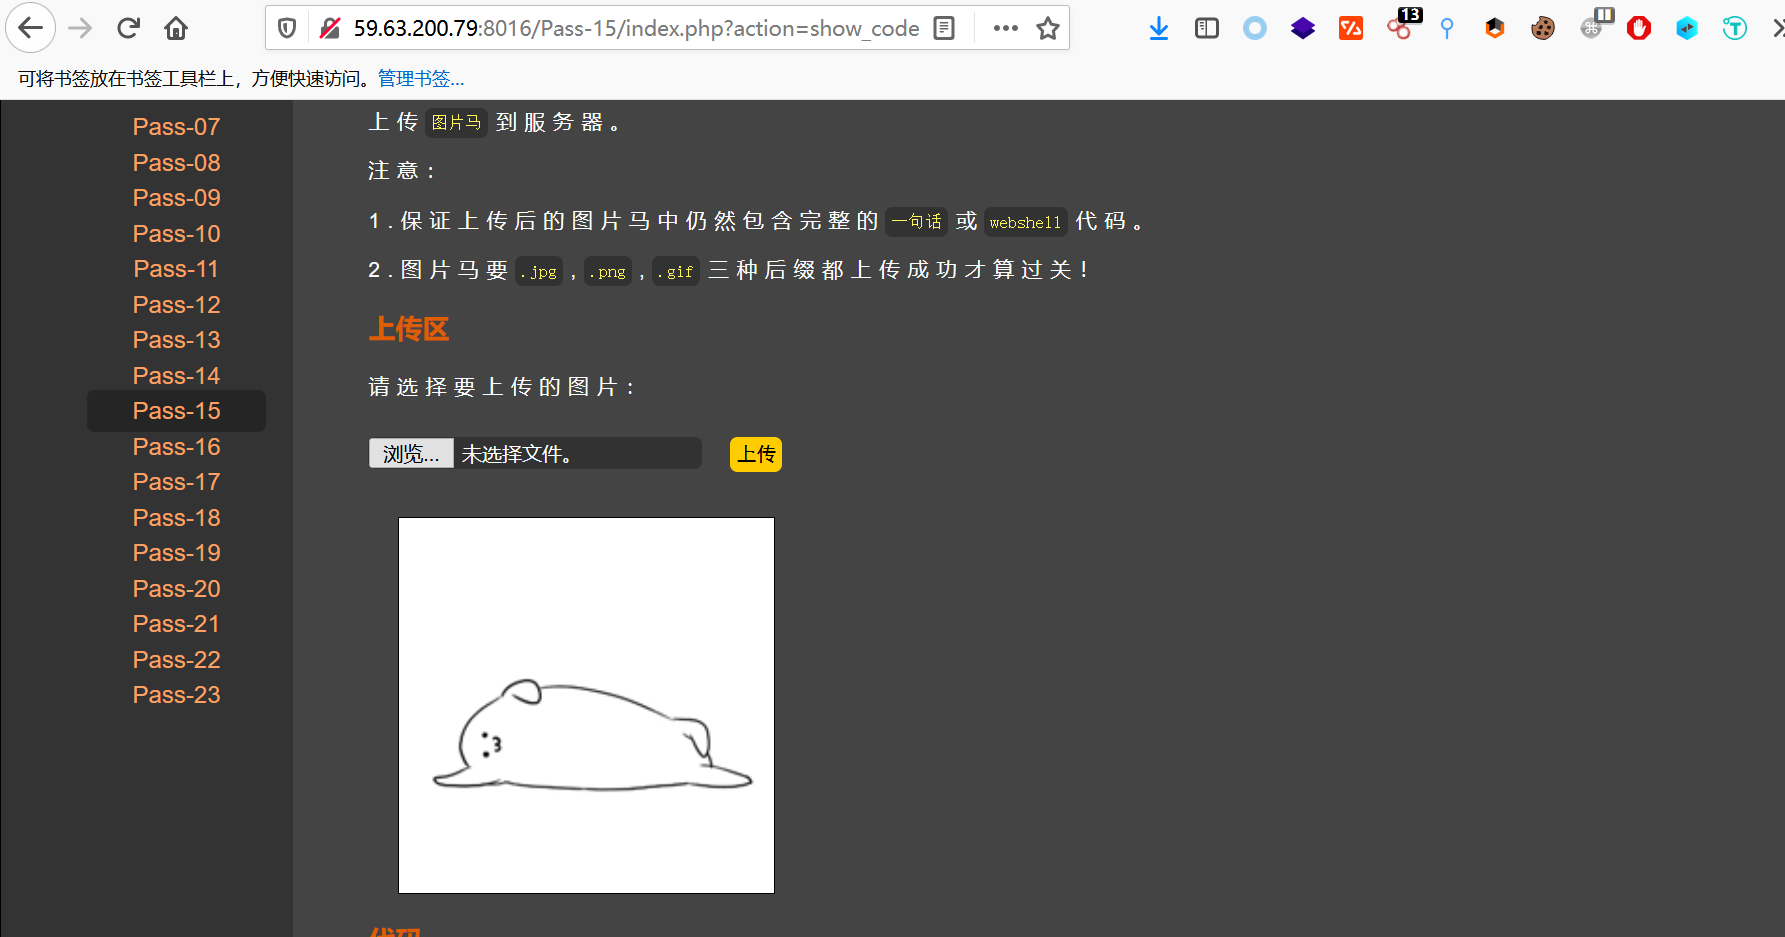 59.63.200.79:8016/Pass-15/index.php?action=show_code
13
可将书签放在书签工具栏上，方便快速访问。管理书签...
Pass-07
Pass-08
Pass-09
Pass-10
Pass-11
Pass-12
Pass-13
Pass-14
Pass-15
Pass-16
Pass-17
Pass-18
Pass-19
Pass-20
Pass-21
Pass-22
Pass-23
上传 图片马 到服务器。
注意：
1.保证上传后的图片马中仍然包含完整的 一句话 或 webshell 代码。
2.图片马要 .jpg , .png , .gif 三种后缀都上传成功才算过关!
上传区
请选择要上传的图片：
浏览... 未选择文件。 上传
代码